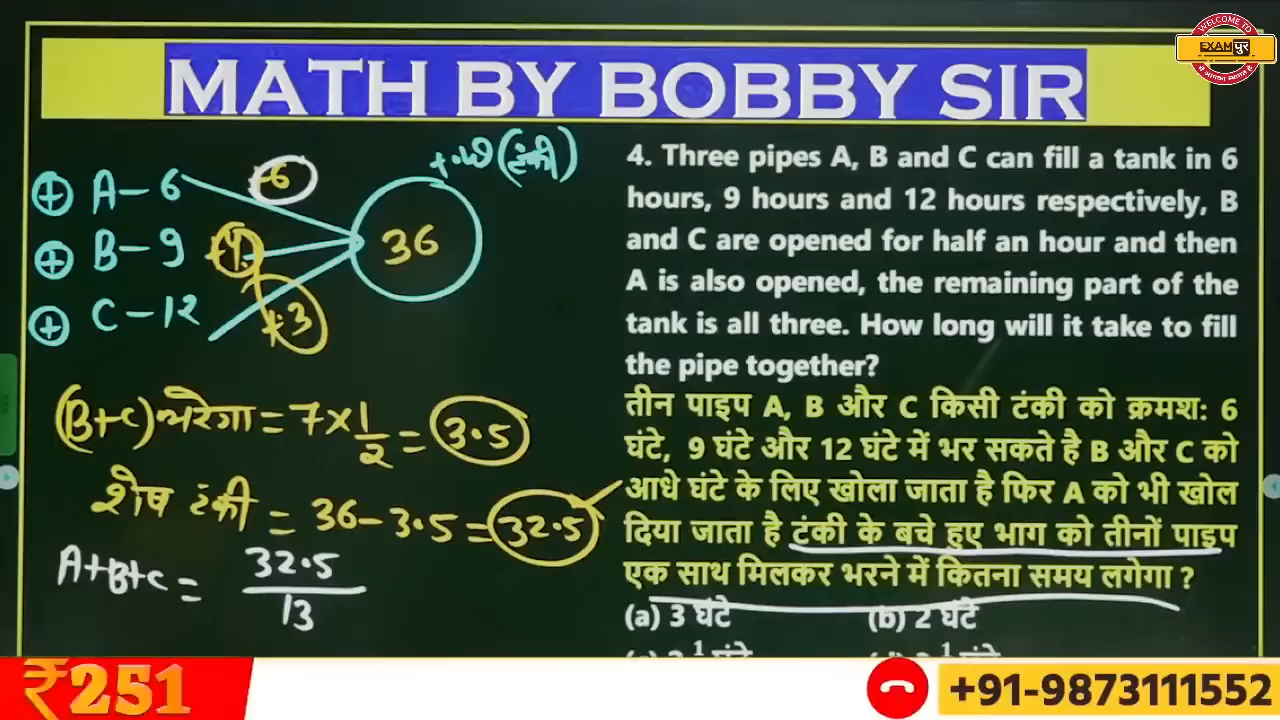 WELCOME TO
EXAMपुर
MATH BY BOBBY SIR
A - 6
6
B - 9
4
C - 12
+3
36
(टंकी)
(B+C) भरेगा = 7 × 1/2 = 3.5
शेष टंकी = 36 - 3.5 = 32.5
A+B+C = 32.5/13
4. Three pipes A, B and C can fill a tank in 6
hours, 9 hours and 12 hours respectively, B
and C are opened for half an hour and then
A is also opened, the remaining part of the
tank is all three. How long will it take to fill
the pipe together?
तीन पाइप A, B और C किसी टंकी को क्रमश: 6
घंटे, 9 घंटे और 12 घंटे में भर सकते है B और C को
आधे घंटे के लिए खोला जाता है फिर A को भी खोल
दिया जाता है टंकी के बचे हुए भाग को तीनों पाइप
एक साथ मिलकर भरने में कितना समय लगेगा ?
(a) 3 घंटे (b) 2 घंटे
₹251
+91-9873111552